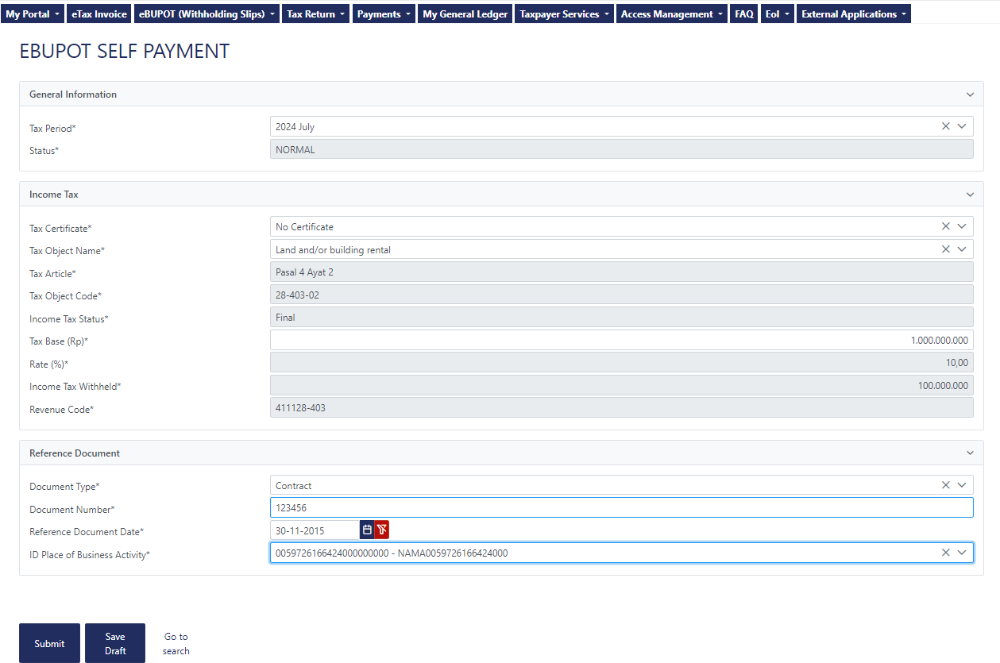 My Portal eTax Invoice eBUPOT (Withholding Slips) Tax Return Payments My General Ledger Taxpayer Services Access Management FAQ EoI External Applications
EBUPOT SELF PAYMENT
General Information
Tax Period* 2024 July
Status* NORMAL
Income Tax
Tax Certificate* No Certificate
Tax Object Name* Land and/or building rental
Tax Article* Pasal 4 Ayat 2
Tax Object Code* 28-403-02
Income Tax Status* Final
Tax Base (Rp)* 1.000.000.000
Rate (%)* 10,00
Income Tax Withheld* 100.000.000
Revenue Code* 411128-403
Reference Document
Document Type* Contract
Document Number* 123456
Reference Document Date* 30-11-2015
ID Place of Business Activity* 0059726166424000000000 - NAMA0059726166424000
Submit
Save
Draft
Go to
search